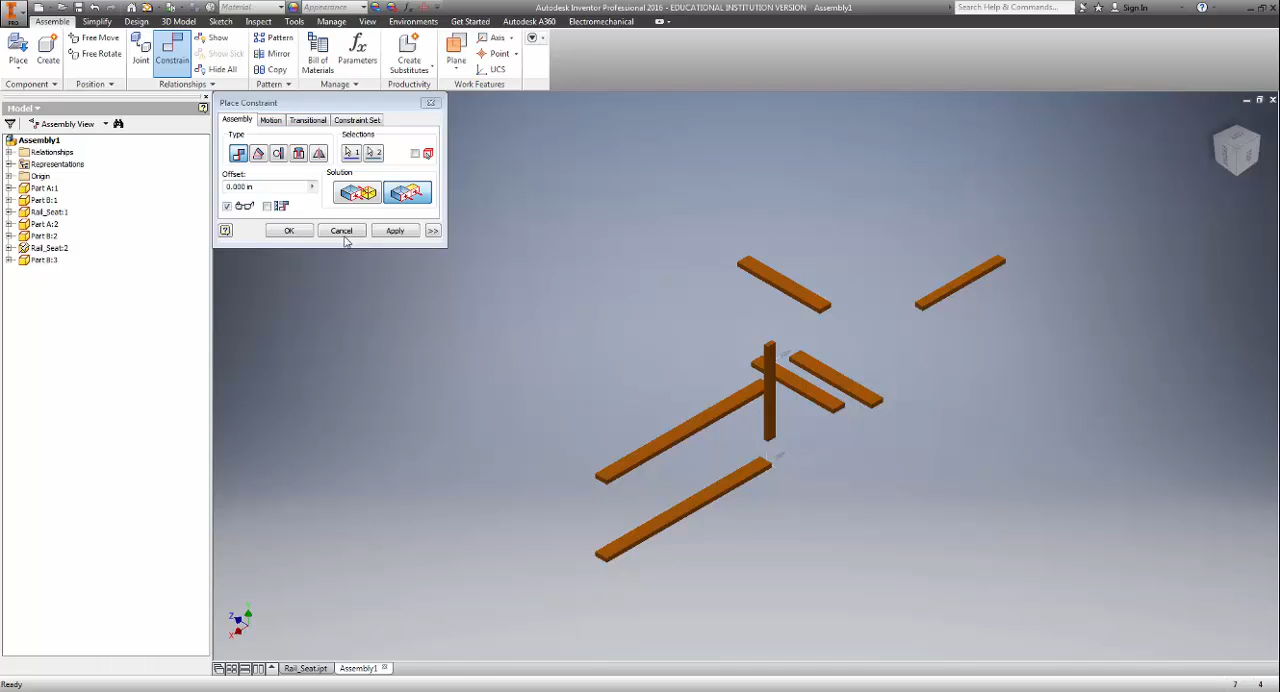 PRO
Material
Appearance
Autodesk Inventor Professional 2016 - EDUCATIONAL INSTITUTION VERSION Assembly1
Search Help & Commands...
Sign In
Assemble Simplify Design 3D Model Sketch Inspect Tools Manage View Environments Get Started Autodesk A360 Electromechanical
Place Create
Free Move
Free Rotate
Joint Constrain
Show
Show Sick
Hide All
Pattern
Mirror
Copy
Bill of Materials
Parameters
Create Substitutes
Plane
Axis
Point
UCS
Component Position Relationships Pattern Manage Productivity Work Features
Model
Assembly View
Assembly1
Relationships
Representations
Origin
Part A:1
Part B:1
Rail_Seat:1
Part A:2
Part B:2
Rail_Seat:2
Part B:3
Place Constraint
Assembly Motion Transitional Constraint Set
Type Selections
1 2
Offset: Solution
0.000 in
OK Cancel Apply >>
Y
Z
X
Rail_Seat.ipt Assembly1
Ready 7 4